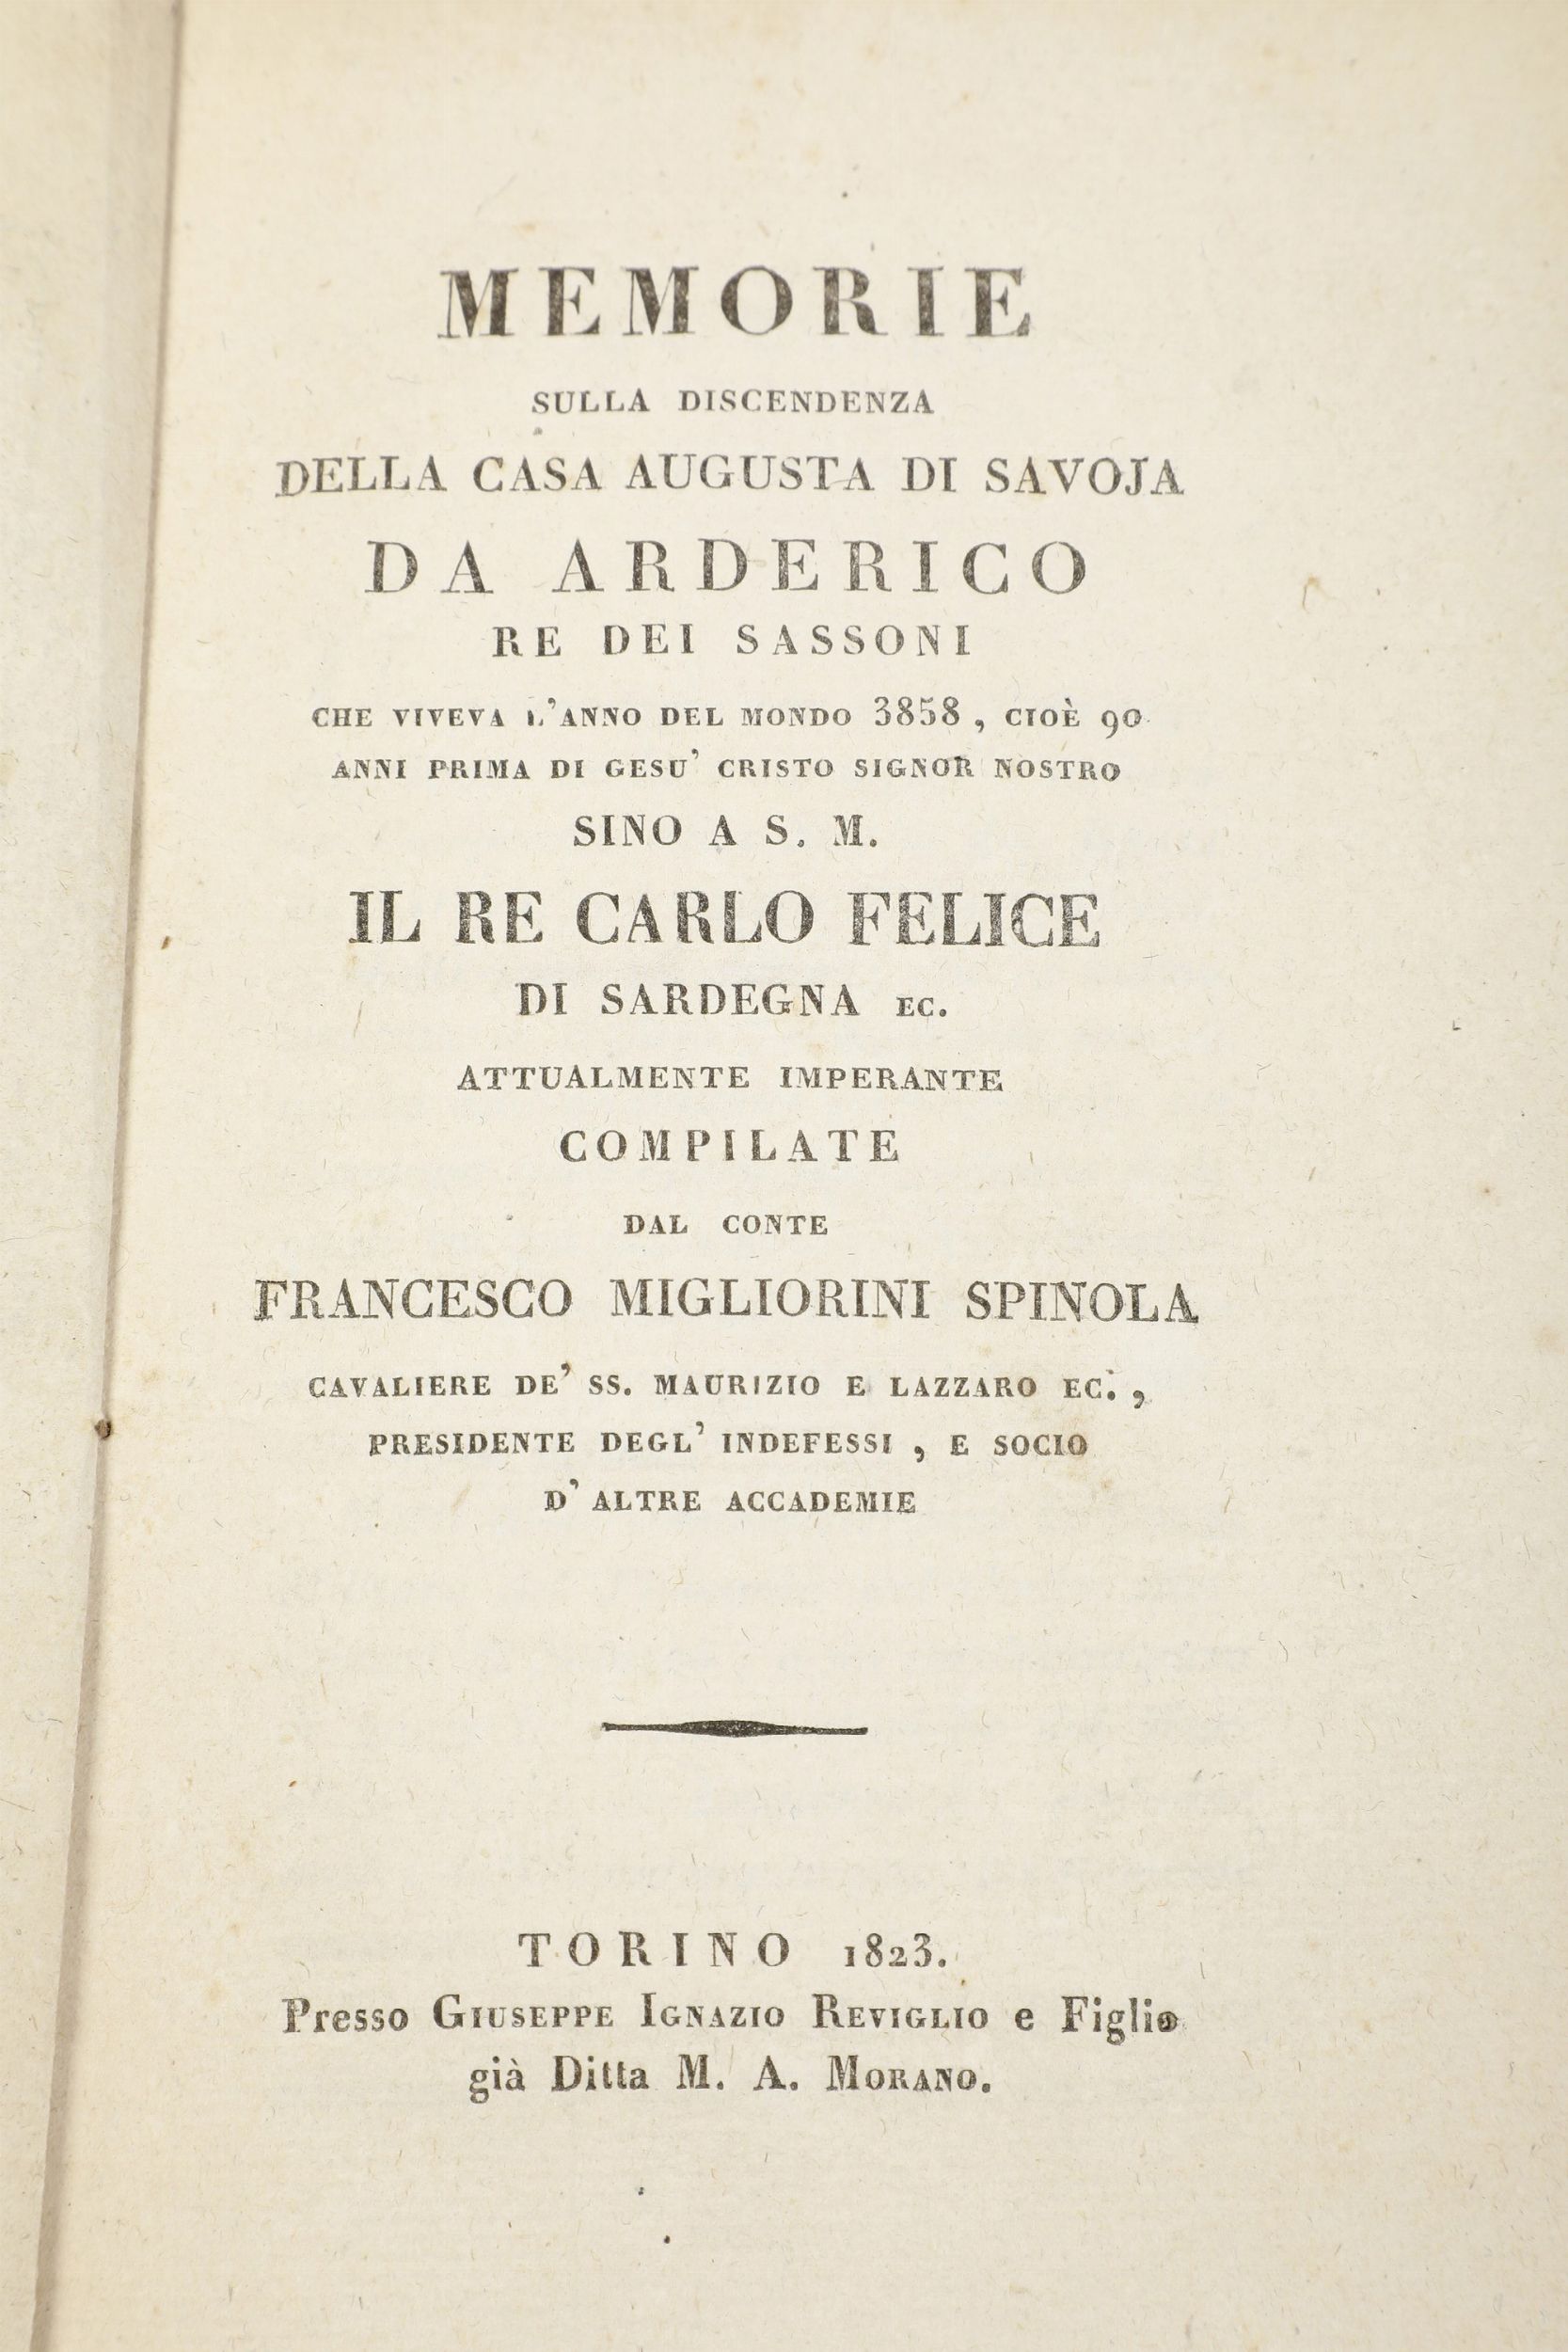 MEMORIE
SULLA DISCENDENZA
DELLA CASA AUGUSTA DI SAVOJA
DA ARDERICO
RE DEI SASSONI
CHE VIVEVA L'ANNO DEL MONDO 3858, CIOÈ 90
ANNI PRIMA DI GESU' CRISTO SIGNOR NOSTRO
SINO A S. M.
IL RE CARLO FELICE
DI SARDEGNA EC.
ATTUALMENTE IMPERANTE
COMPILATE
DAL CONTE
FRANCESCO MIGLIORINI SPINOLA
CAVALIERE DE' SS. MAURIZIO E LAZZARO EC.,
PRESIDENTE DEGL' INDEFESSI, E SOCIO
D' ALTRE ACCADEMIE
TORINO 1823.
Presso GIUSEPPE IGNAZIO REVIGLIO e Figlio
già Ditta M. A. MORANO.